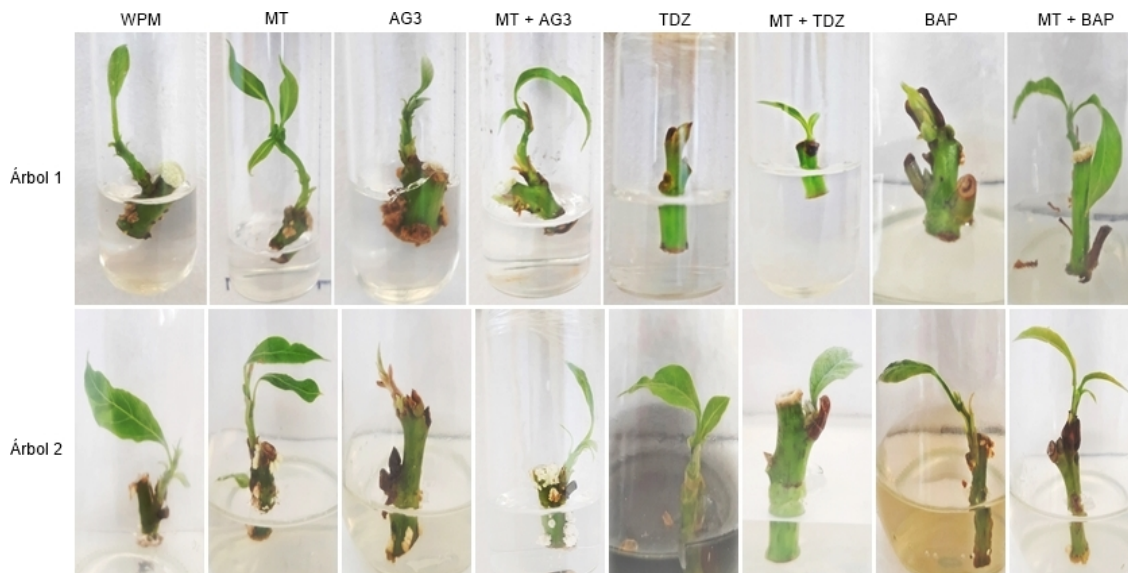 WPM MT AG3 MT + AG3 TDZ MT + TDZ BAP MT + BAP
Árbol 1
Árbol 2